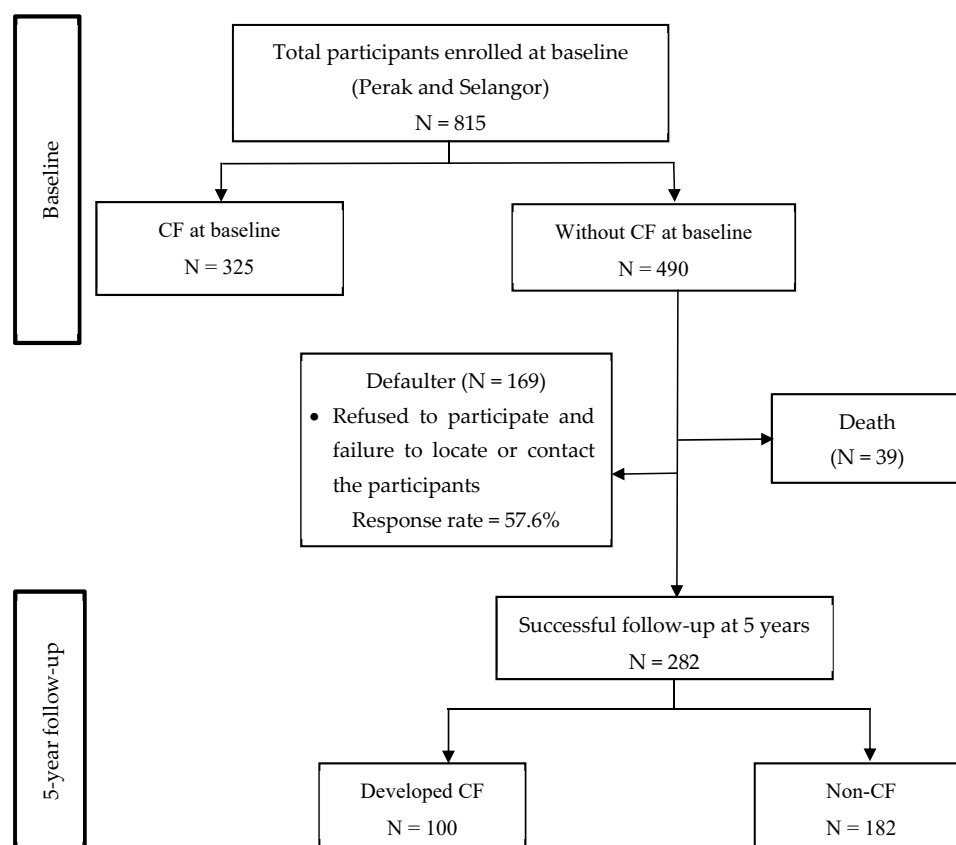 Baseline
Total participants enrolled at baseline
(Perak and Selangor)
N = 815
CF at baseline
N = 325
Without CF at baseline
N = 490
Defaulter (N = 169)
• Refused to participate and
failure to locate or contact
the participants
Response rate = 57.6%
Death
(N = 39)
5-year follow-up
Successful follow-up at 5 years
N = 282
Developed CF
N = 100
Non-CF
N = 182